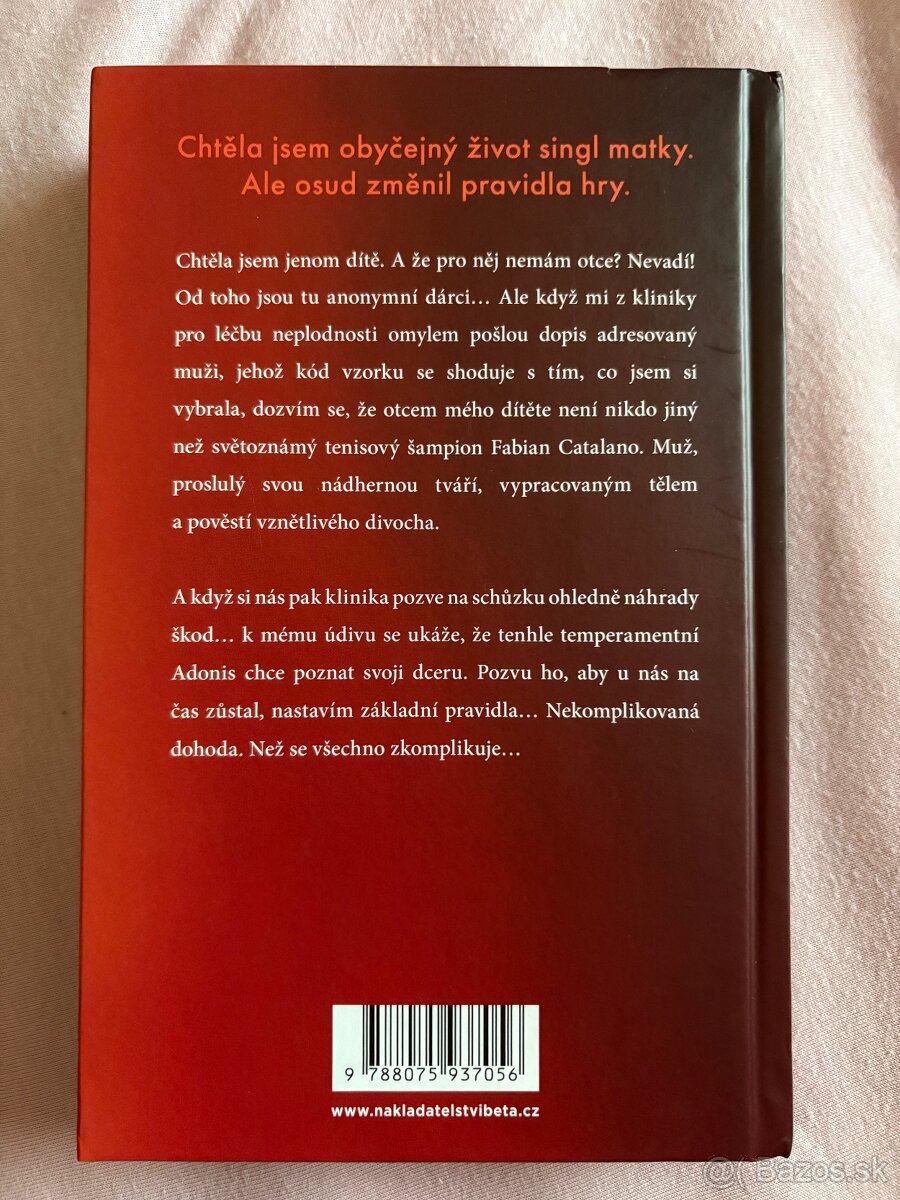 Chtěla jsem obyčejný život singl matky.
Ale osud změnil pravidla hry.
Chtěla jsem jenom dítě. A že pro něj nemám otce? Nevadí!
Od toho jsou tu anonymní dárci… Ale když mi z kliniky
pro léčbu neplodnosti omylem pošlou dopis adresovaný
muži, jehož kód vzorku se shoduje s tím, co jsem si
vybrala, dozvím se, že otcem mého dítěte není nikdo jiný
než světoznámý tenisový šampion Fabian Catalano. Muž,
proslulý svou nádhernou tváří, vypracovaným tělem
a pověstí vznětlivého divocha.
A když si nás pak klinika pozve na schůzku ohledně náhrady
škod… k mému údivu se ukáže, že tenhle temperamentní
Adonis chce poznat svoji dceru. Pozvu ho, aby u nás na
čas zůstal, nastavím základní pravidla… Nekomplikovaná
dohoda. Než se všechno zkomplikuje…
9 788075 937056
www.nakladatelstvibeta.cz
@ Bazos.sk